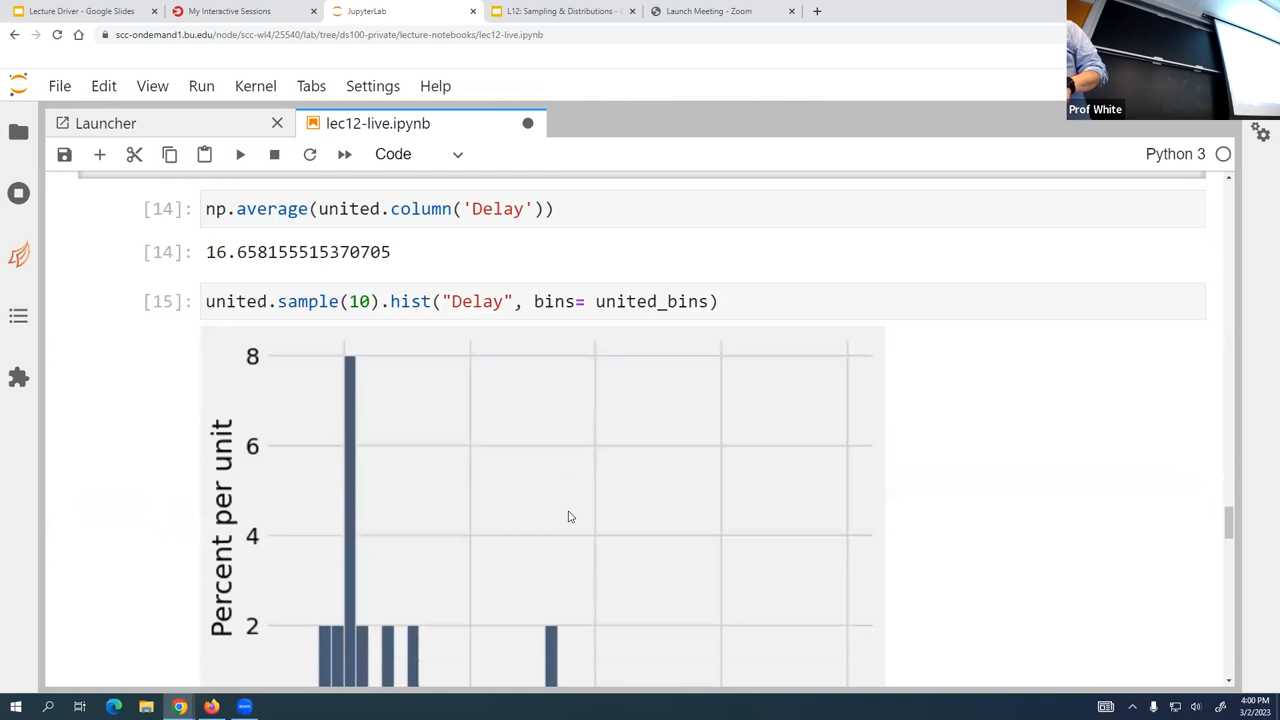 Lecture Driver - Google Slides
My Interactive Sessions
JupyterLab
L12: Sampling & Distributions -
Launch Meeting - Zoom
scc-ondemand1.bu.edu/node/scc-wl4/25540/lab/tree/ds100-private/lecture-notebooks/lec12-live.ipynb
Prof White
File Edit View Run Kernel Tabs Settings Help
Launcher
lec12-live.ipynb
Code
Python 3
[14]: np.average(united.column('Delay'))
[14]: 16.658155515370705
[15]: united.sample(10).hist("Delay", bins= united_bins)
8
6
4
2
Percent per unit
4:00 PM
3/2/2023